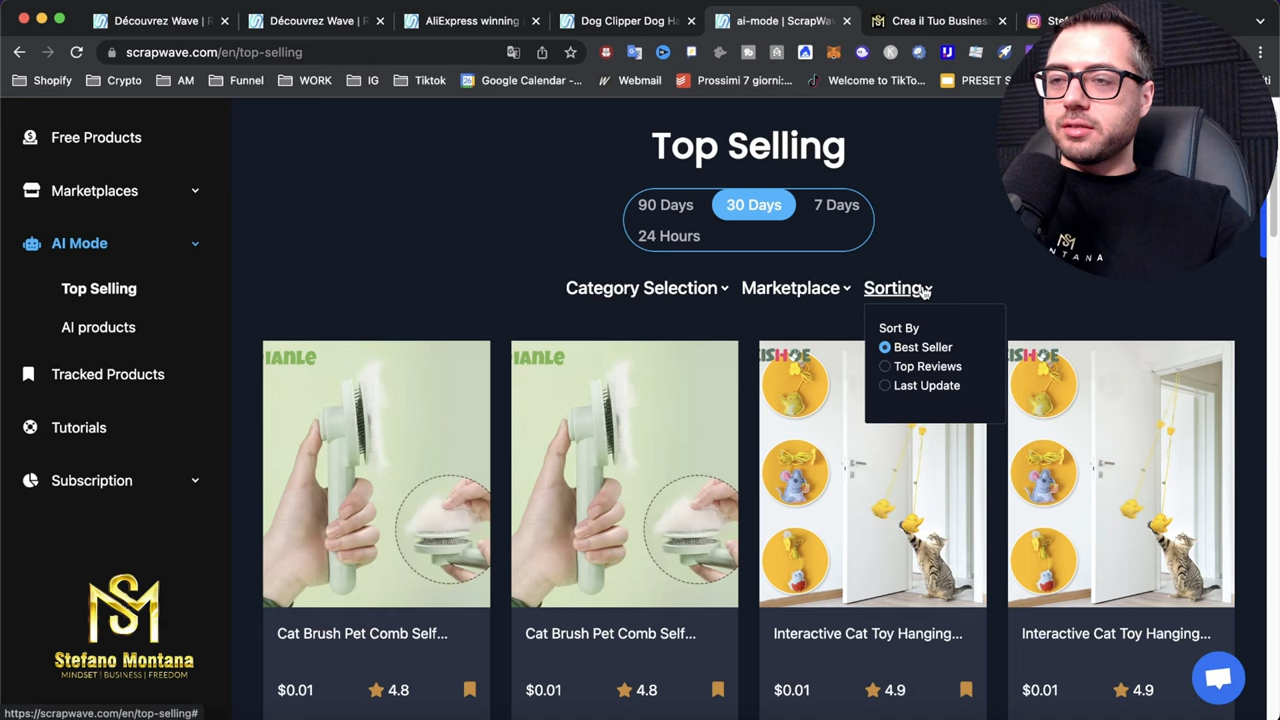 Découvrez Wave | R
Découvrez Wave | R
AliExpress winning p
Dog Clipper Dog Ha
ai-mode | ScrapWav
Crea il Tuo Business
Stef
scrapwave.com/en/top-selling
Shopify
Crypto
AM
Funnel
WORK
IG
Tiktok
Google Calendar -...
Webmail
Prossimi 7 giorni:...
Welcome to TikTo...
PRESET S
Free Products
Marketplaces
AI Mode
Top Selling
AI products
Tracked Products
Tutorials
Subscription
SM
Stefano Montana
MINDSET | BUSINESS | FREEDOM
Top Selling
90 Days
30 Days
7 Days
24 Hours
Category Selection
Marketplace
Sorting
Sort By
Best Seller
Top Reviews
Last Update
Cat Brush Pet Comb Self...
$0.01
4.8
Cat Brush Pet Comb Self...
$0.01
4.8
Interactive Cat Toy Hanging...
$0.01
4.9
Interactive Cat Toy Hanging...
$0.01
4.9
https://scrapwave.com/en/top-selling#